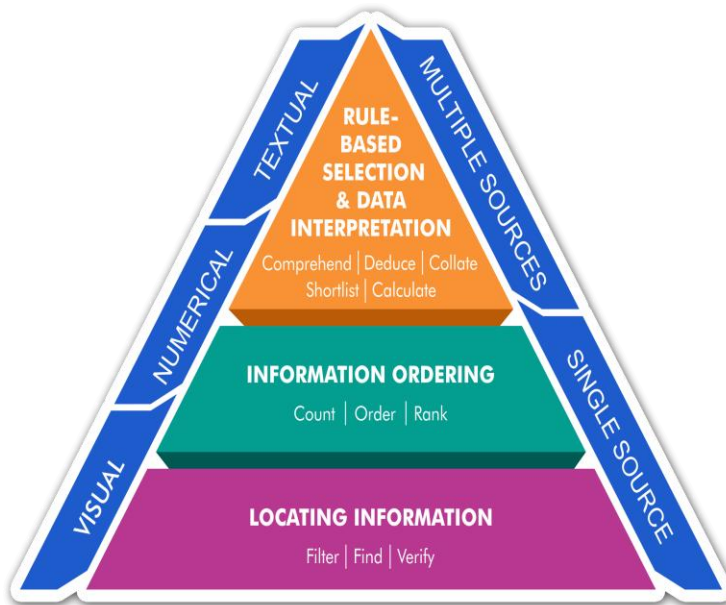 TEXTUAL
NUMERICAL
VISUAL
MULTIPLE SOURCES
SINGLE SOURCE
RULE-
BASED
SELECTION
& DATA
INTERPRETATION
Comprehend | Deduce | Collate
Shortlist | Calculate
INFORMATION ORDERING
Count | Order | Rank
LOCATING INFORMATION
Filter | Find | Verify